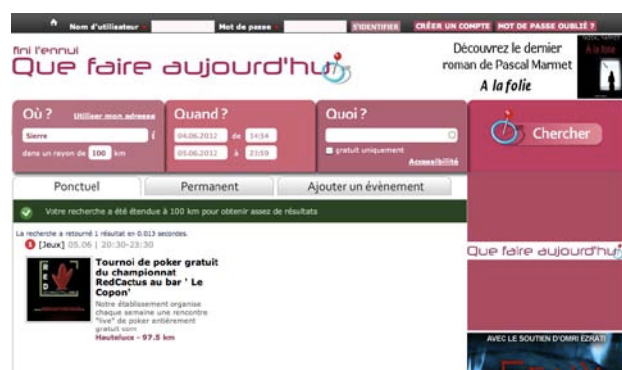 Nom d'utilisateur
Mot de passe
S'IDENTIFIER
CRÉER UN COMPTE
MOT DE PASSE OUBLIÉ ?
fini l'ennui
Que faire aujourd'hui
Découvrez le dernier
roman de Pascal Marmet
A la folie
A la folie
Où ?
Utiliser mon adresse
Sierre
i
dans un rayon de 100 km
Quand ?
04.06.2012 de 14:54
05.06.2012 à 23:59
Quoi ?
gratuit uniquement
Accessibilité
Chercher
Ponctuel
Permanent
Ajouter un évènement
Votre recherche a été étendue à 100 km pour obtenir assez de résultats
La recherche a retourné 1 résultat en 0.013 secondes.
1 [Jeux] 05.06 | 20:30-23:30
RED
Tournoi de poker gratuit
du championnat
RedCactus au bar ' Le
Copon'
Notre établissement organise
chaque semaine une rencontre
"live" de poker entièrement
gratuit
Hauteluce - 97.5 km
Que faire aujourd'hui
AVEC LE SOUTIEN D'OMRI EZRATI